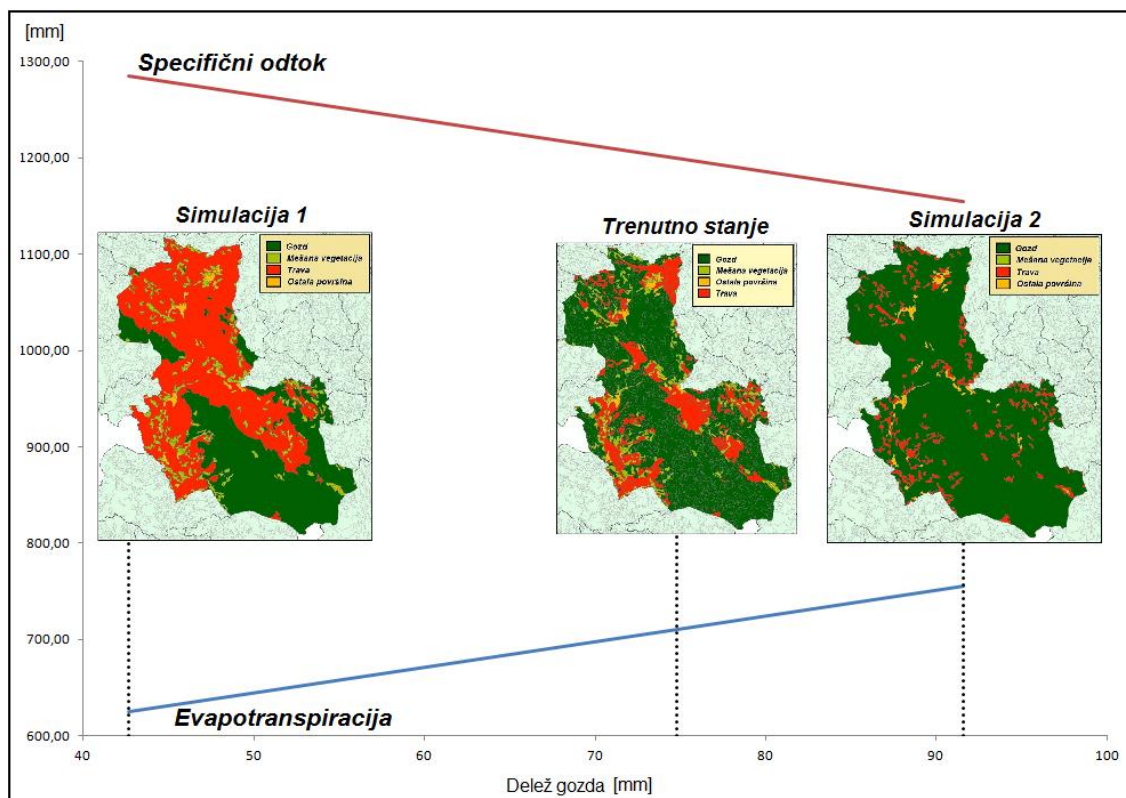 [mm]
1300,00
Specifični odtok
1200,00
1100,00
1000,00
900,00
800,00
700,00
600,00
Simulacija 1
Gozd
Mešana vegetacija
Trava
Ostala površina
Trenutno stanje
Gozd
Mešana vegetacija
Ostala površina
Trava
Simulacija 2
Gozd
Mešana vegetacija
Trava
Ostala površina
Evapotranspiracija
40 50 60 70 80 90 100
Delež gozda [mm]